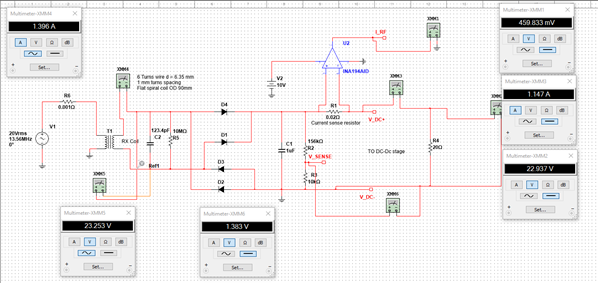 Multimeter-XMM4
1.396 A
A V Ω dB
Set...
Multimeter-XMM1
459.833 mV
A V Ω dB
Set...
XMM1
I_RF
U2
INA194AID
XMM4
6 Turns wire d = 6.35 mm
1 mm turns spacing
Flat spiral coil OD 90mm
V2
10V
XMM3
Multimeter-XMM3
1.147 A
A V Ω dB
Set...
R6
0.001Ω
V1
20Vrms
13.56MHz
0°
T1
RX Coil
123.4pF
C2
10MΩ
R5
Ref1
D4
D1
D3
D2
C1
1uF
R1
0.02Ω
Current sense resistor
V_DC+
150kΩ
R2
V_SENSE
R3
10kΩ
TO DC-Dc stage
R4
20Ω
V_DC-
XMM5
XMM6
Multimeter-XMM2
22.937 V
A V Ω dB
Set...
Multimeter-XMM5
23.253 V
A V Ω dB
Set...
Multimeter-XMM6
1.383 V
A V Ω dB
Set...